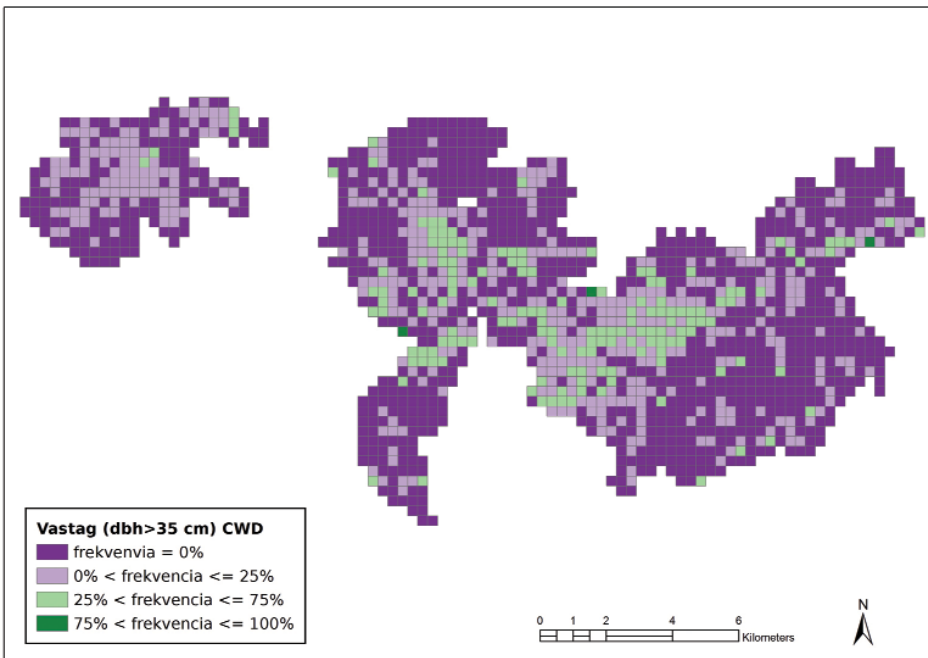 Vastag (dbh>35 cm) CWD
frekvenvia = 0%
0% < frekvencia <= 25%
25% < frekvencia <= 75%
75% < frekvencia <= 100%
0 1 2 4 6
Kilometers
N